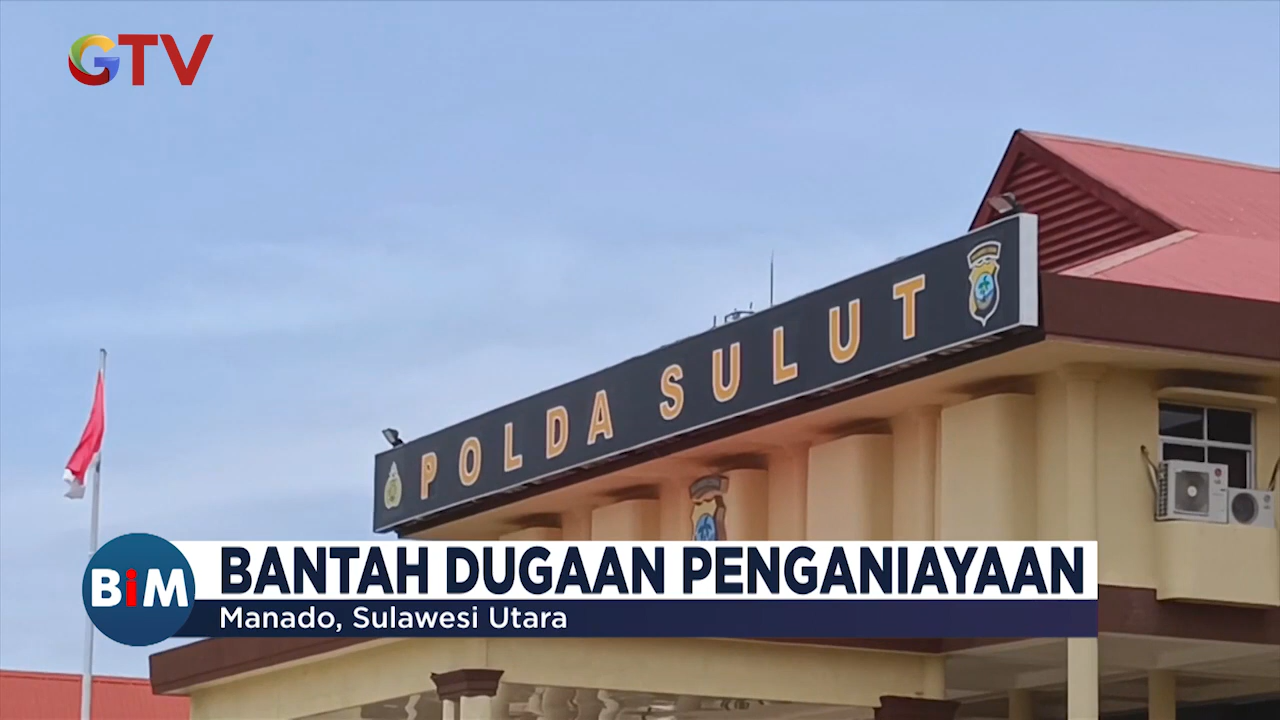 GTV
POLDA SULUT
BiM
BANTAH DUGAAN PENGANIAYAAN
Manado, Sulawesi Utara